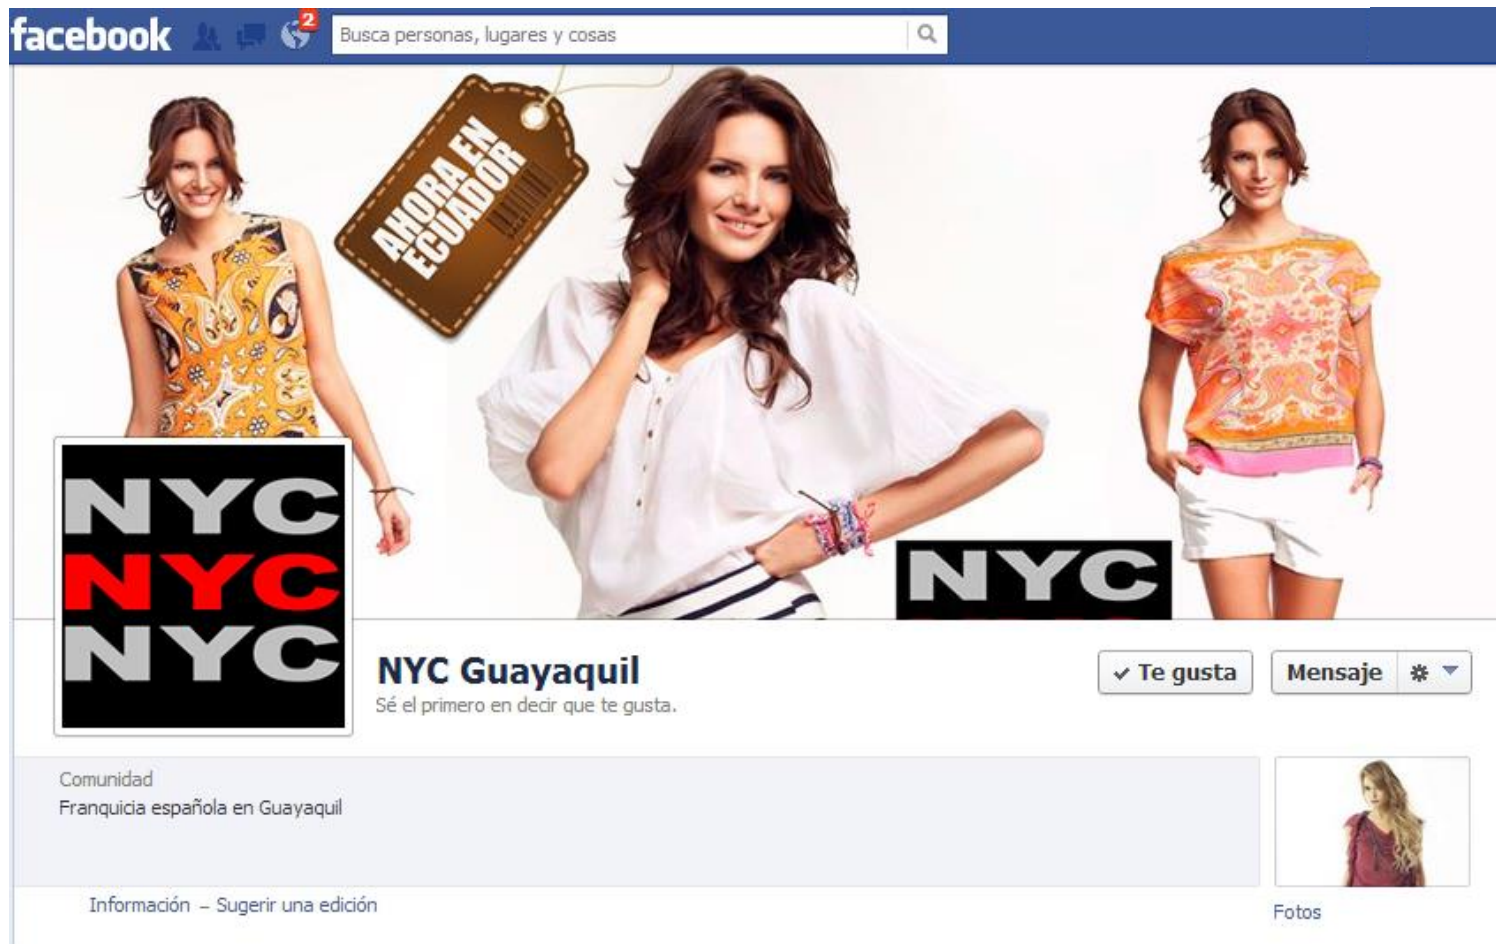 facebook
2
Busca personas, lugares y cosas
AHORA EN
ECUADOR
NYC
NYC
NYC
NYC
NYC Guayaquil
Te gusta
Mensaje
Sé el primero en decir que te gusta.
Comunidad
Franquicia española en Guayaquil
Información – Sugerir una edición
Fotos